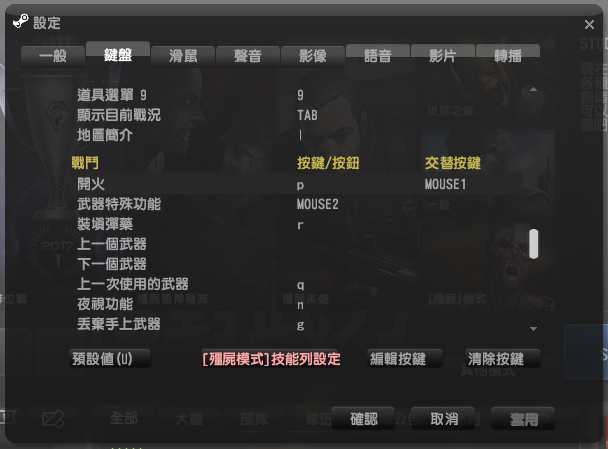 設定
一般 鍵盤 滑鼠 聲音 影像 語音 影片 轉播
道具選單 9 9
顯示目前戰況 TAB
地圖簡介 |
戰鬥 按鍵/按鈕 交替按鍵
開火 p MOUSE1
武器特殊功能 MOUSE2
裝填彈藥 r
上一個武器
下一個武器
上一次使用的武器 q
夜視功能 n
丟棄手上武器 g
預設值(U) [殭屍模式]技能列設定 編輯按鍵 清除按鍵
確認 取消 套用
全部 大廳 部隊